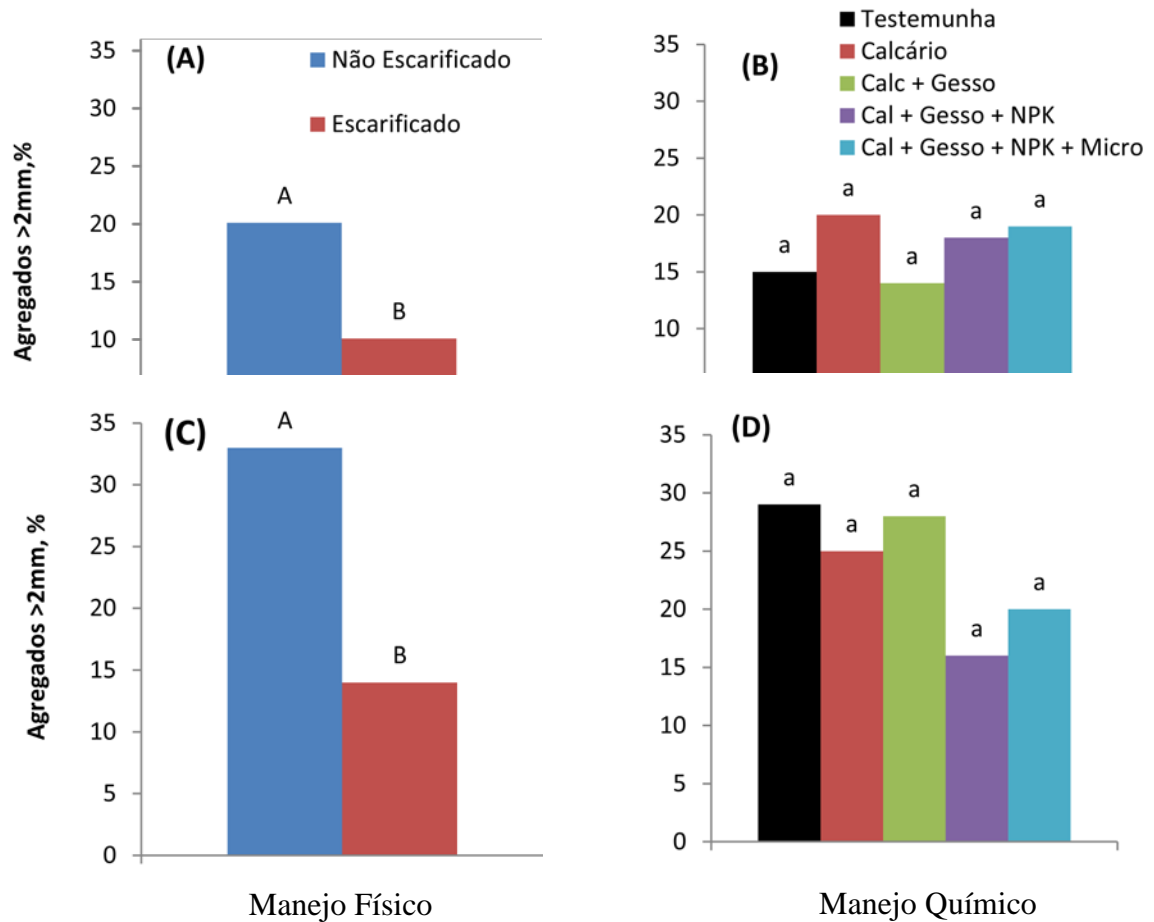 (A)
Não Escarificado
Escarificado
Agregados >2mm,%
35
30
25
20
15
10
A
B
(B)
Testemunha
Calcário
Calc + Gesso
Cal + Gesso + NPK
Cal + Gesso + NPK + Micro
35
30
25
20
15
10
a
a
a
a
a
(C)
Agregados >2mm, %
35
30
25
20
15
10
5
0
A
B
Manejo Físico
(D)
35
30
25
20
15
10
5
0
a
a
a
a
a
Manejo Químico